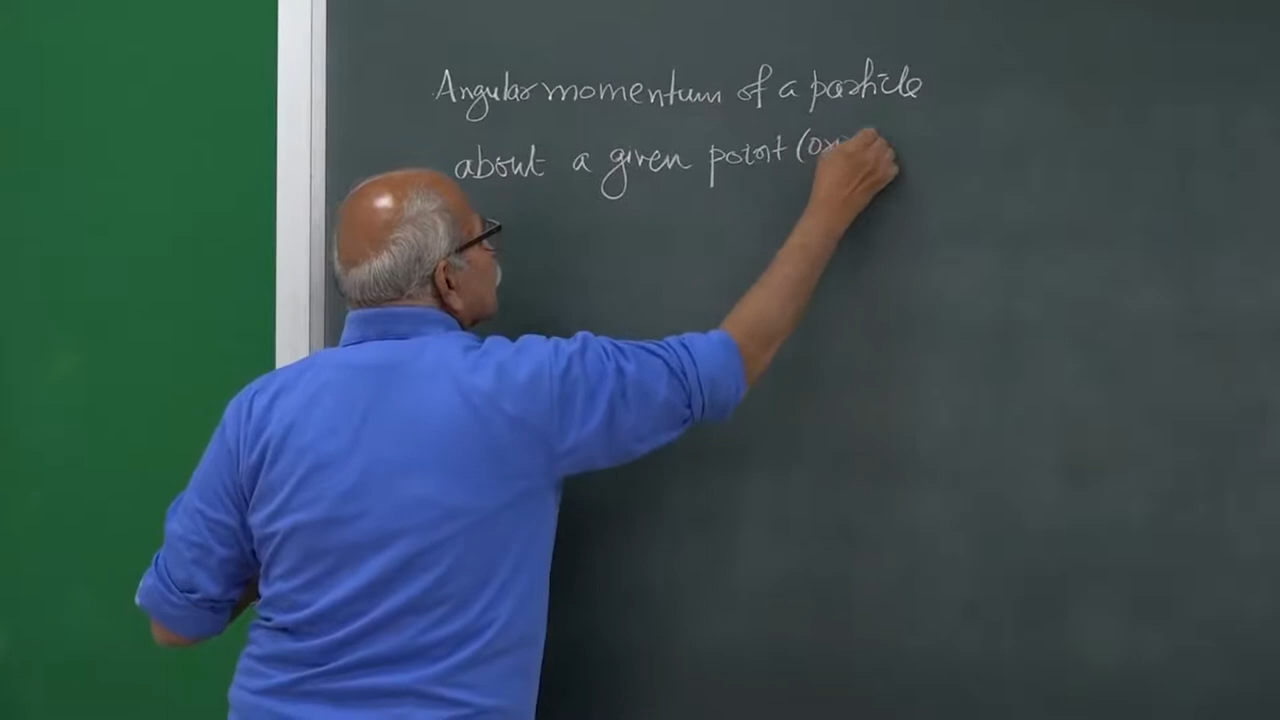 Angular momentum of a particle
about a given point (or